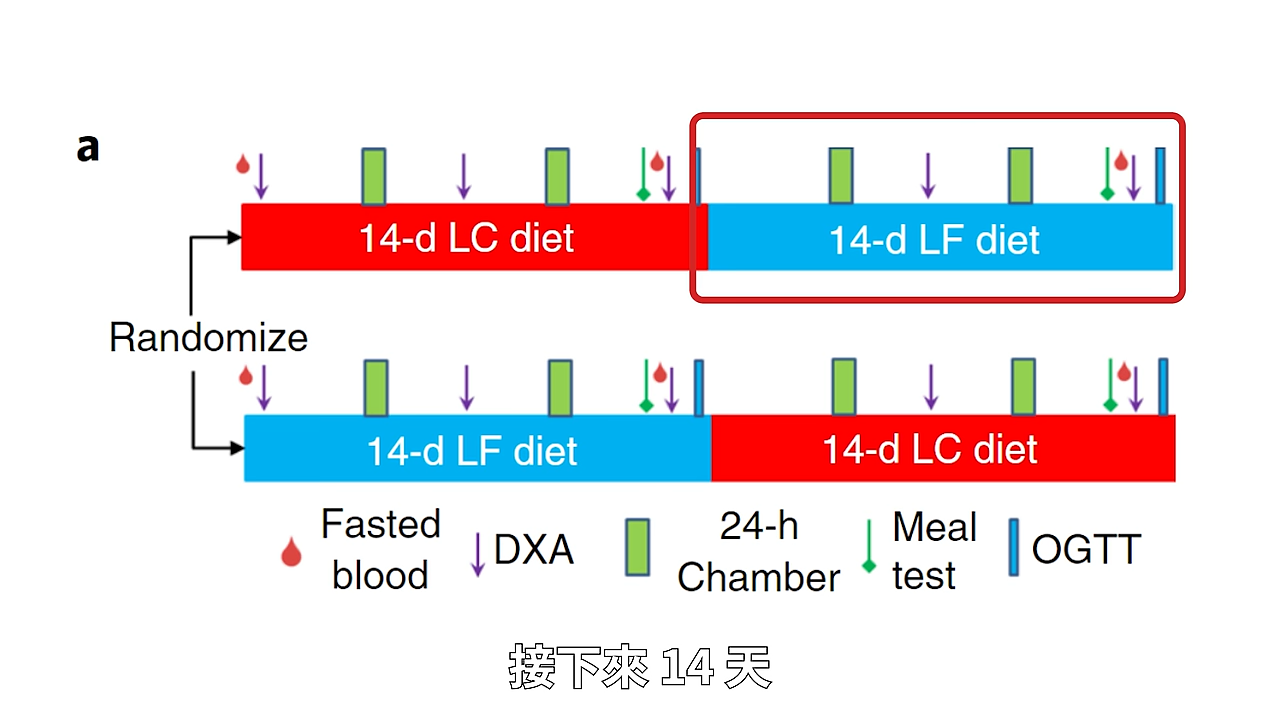 a
14-d LC diet
14-d LF diet
Randomize
14-d LF diet
14-d LC diet
Fasted
blood
DXA
24-h
Chamber
Meal
test
OGTT
接下來 14 天